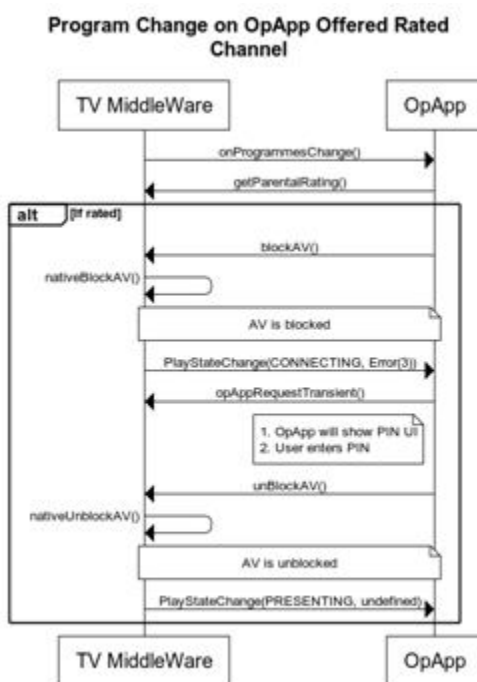 Program Change on OpApp Offered Rated
Channel
TV MiddleWare
OpApp
onProgrammesChange()
getParentalRating()
alt
[If rated]
blockAV()
nativeBlockAV()
AV is blocked
PlayStateChange(CONNECTING, Error(3))
opAppRequestTransient()
1. OpApp will show PIN UI
2. User enters PIN
unBlockAV()
nativeUnblockAV()
AV is unblocked
PlayStateChange(PRESENTING, undefined)
TV MiddleWare
OpApp